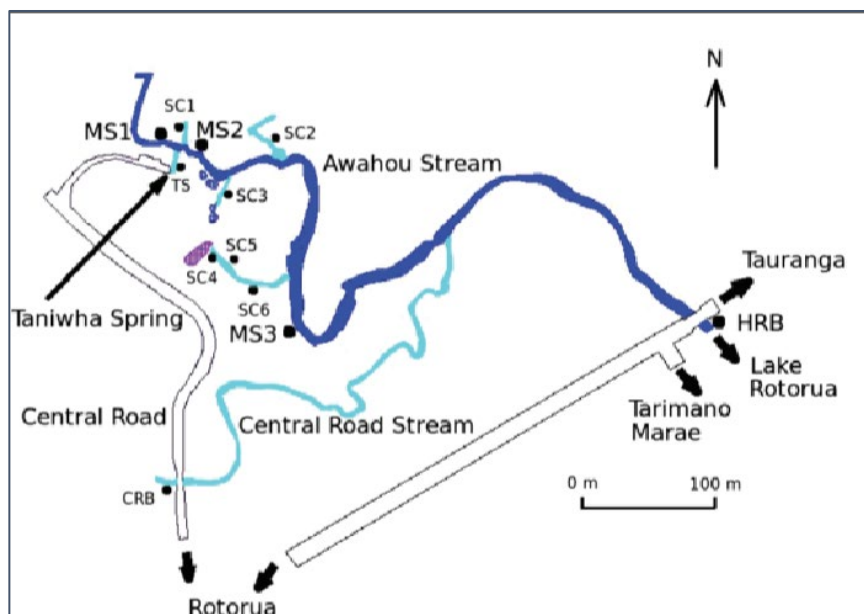 N
SC1
MS1
MS2
SC2
TS
Awahou Stream
SC3
SC5
SC4
SC6
Tauranga
Taniwha Spring
MS3
HRB
Lake
Rotorua
Tarimano
Marae
Central Road
Central Road Stream
0 m
100 m
CRB
Rotorua